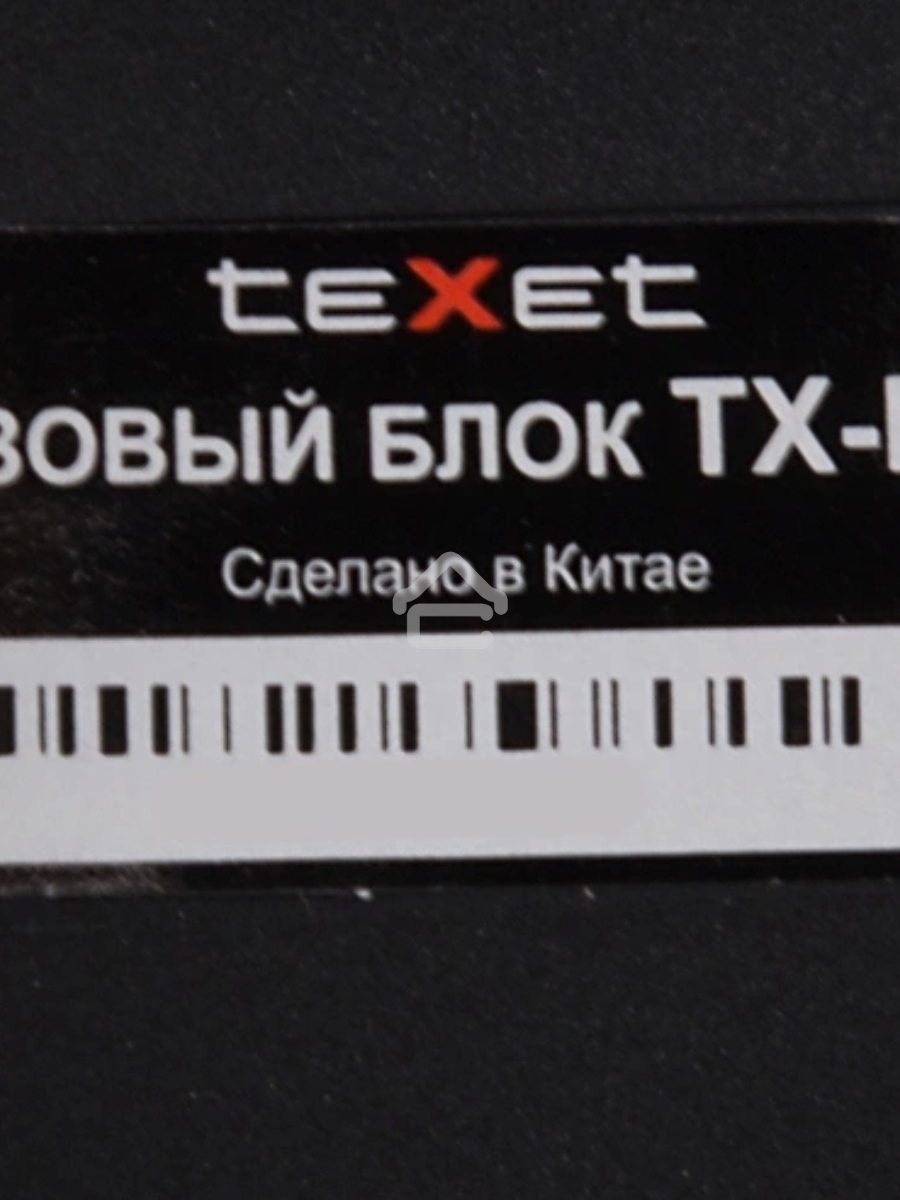 teXet
ЗОВЫЙ БЛОК TX-
Сделано в Китае